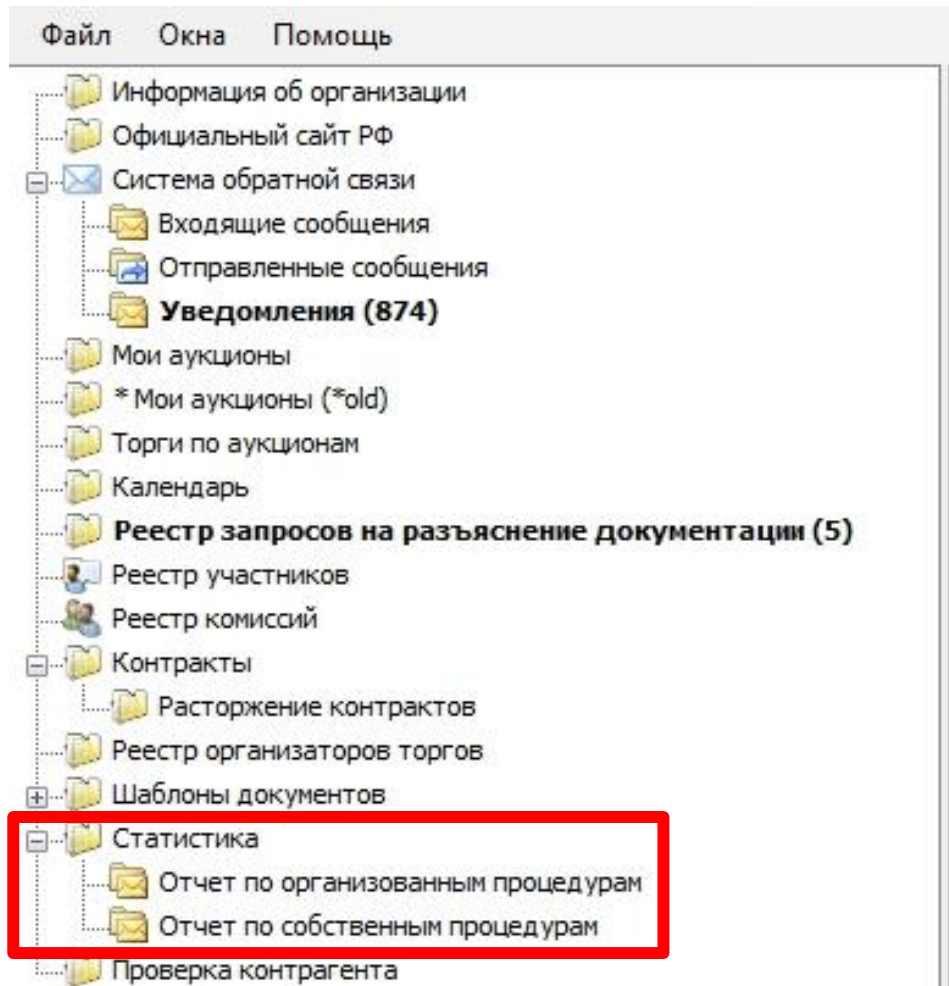 Файл Окна Помощь
Информация об организации
Официальный сайт РФ
Система обратной связи
Входящие сообщения
Отправленные сообщения
Уведомления (874)
Мои аукционы
* Мои аукционы (*old)
Торги по аукционам
Календарь
Реестр запросов на разъяснение документации (5)
Реестр участников
Реестр комиссий
Контракты
Расторжение контрактов
Реестр организаторов торгов
Шаблоны документов
Статистика
Отчет по организованным процедурам
Отчет по собственным процедурам
Проверка контрагента